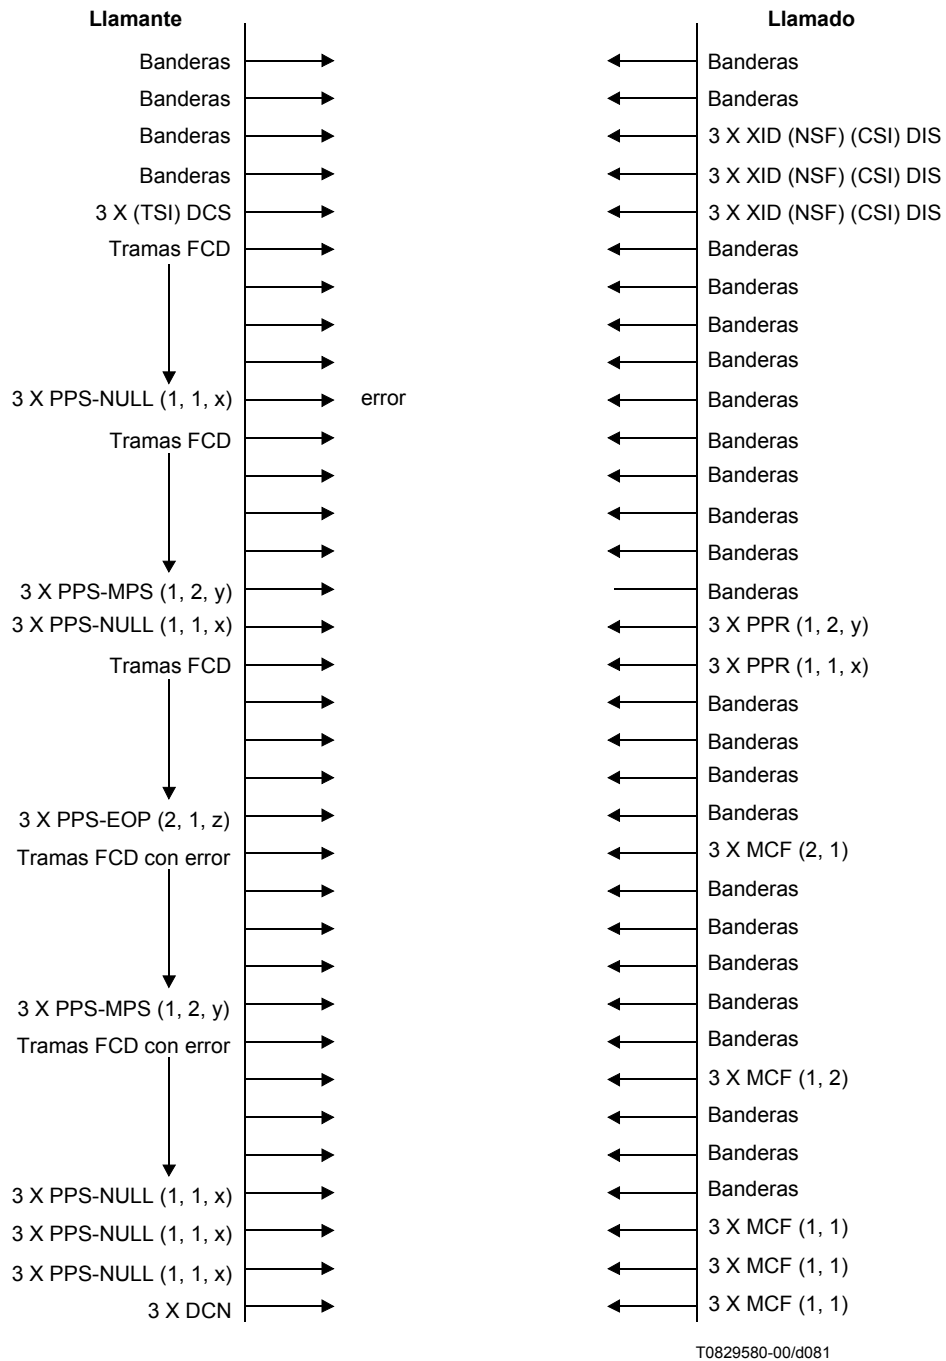 Llamante Llamado
Banderas Banderas
Banderas Banderas
Banderas 3 X XID (NSF) (CSI) DIS
Banderas 3 X XID (NSF) (CSI) DIS
3 X (TSI) DCS 3 X XID (NSF) (CSI) DIS
Tramas FCD Banderas
Banderas
Banderas
Banderas
3 X PPS-NULL (1, 1, x) error Banderas
Tramas FCD Banderas
Banderas
Banderas
Banderas
3 X PPS-MPS (1, 2, y) Banderas
3 X PPS-NULL (1, 1, x) 3 X PPR (1, 2, y)
Tramas FCD 3 X PPR (1, 1, x)
Banderas
Banderas
Banderas
3 X PPS-EOP (2, 1, z) Banderas
Tramas FCD con error 3 X MCF (2, 1)
Banderas
Banderas
Banderas
3 X PPS-MPS (1, 2, y) Banderas
Tramas FCD con error Banderas
3 X MCF (1, 2)
Banderas
Banderas
3 X PPS-NULL (1, 1, x) Banderas
3 X PPS-NULL (1, 1, x) 3 X MCF (1, 1)
3 X PPS-NULL (1, 1, x) 3 X MCF (1, 1)
3 X DCN 3 X MCF (1, 1)
T0829580-00/d081